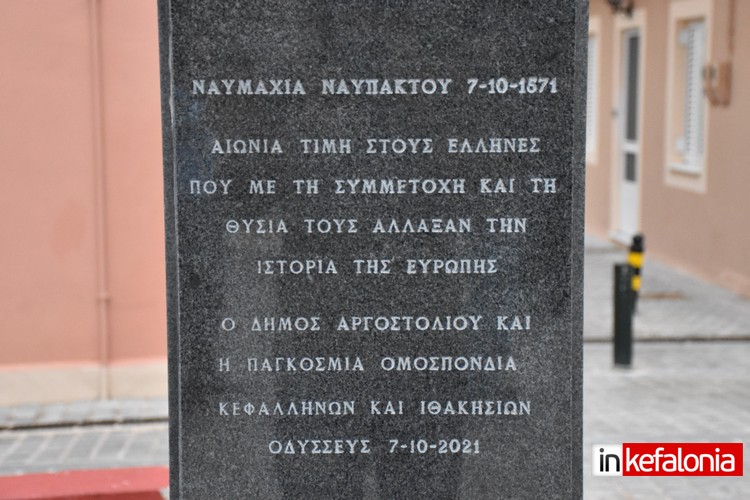 ΝΑΥΜΑΧΙΑ ΝΑΥΠΑΚΤΟΥ 7-10-1571
ΑΙΩΝΙΑ ΤΙΜΗ ΣΤΟΥΣ ΕΛΛΗΝΕΣ
ΠΟΥ ΜΕ ΤΗ ΣΥΜΜΕΤΟΧΗ ΚΑΙ ΤΗ
ΘΥΣΙΑ ΤΟΥΣ ΑΛΛΑΞΑΝ ΤΗΝ
ΙΣΤΟΡΙΑ ΤΗΣ ΕΥΡΩΠΗΣ
Ο ΔΗΜΟΣ ΑΡΓΟΣΤΟΛΙΟΥ ΚΑΙ
Η ΠΑΓΚΟΣΜΙΑ ΟΜΟΣΠΟΝΔΙΑ
ΚΕΦΑΛΛΗΝΩΝ ΚΑΙ ΙΘΑΚΗΣΙΩΝ
ΟΔΥΣΣΕΥΣ 7-10-2021
inkefalonia